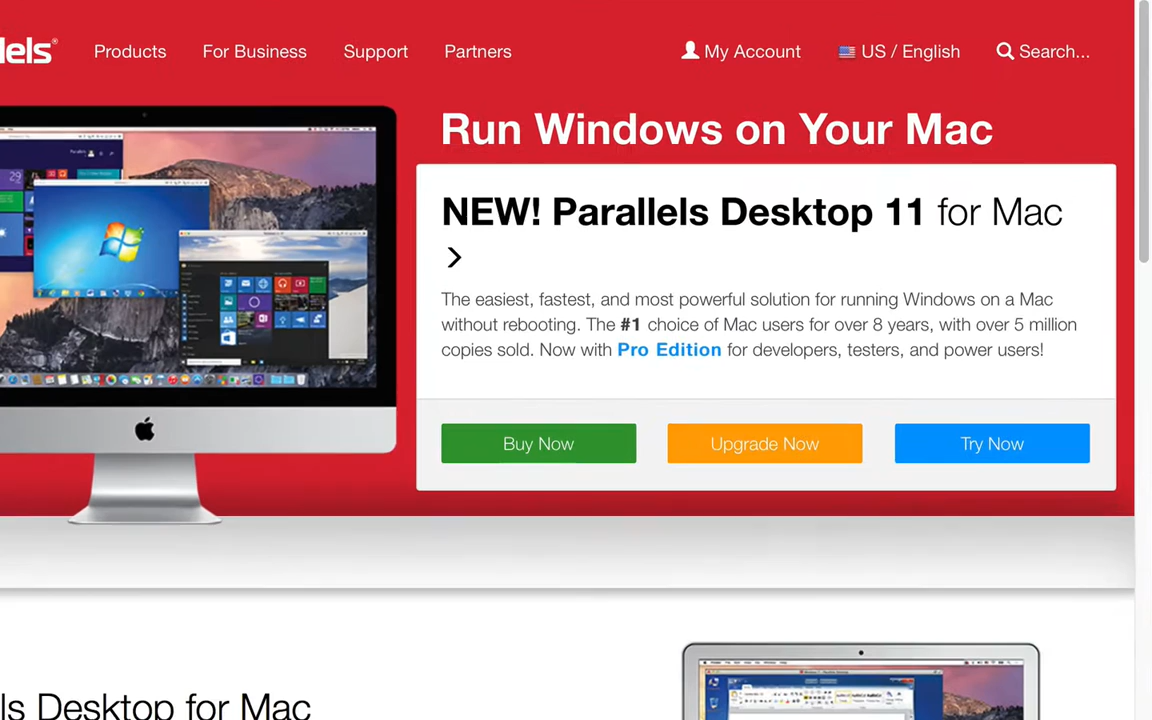 Products For Business Support Partners My Account US / English Search...
Run Windows on Your Mac
NEW! Parallels Desktop 11 for Mac
The easiest, fastest, and most powerful solution for running Windows on a Mac
without rebooting. The #1 choice of Mac users for over 8 years, with over 5 million
copies sold. Now with Pro Edition for developers, testers, and power users!
Buy Now Upgrade Now Try Now
ls Desktop for Mac